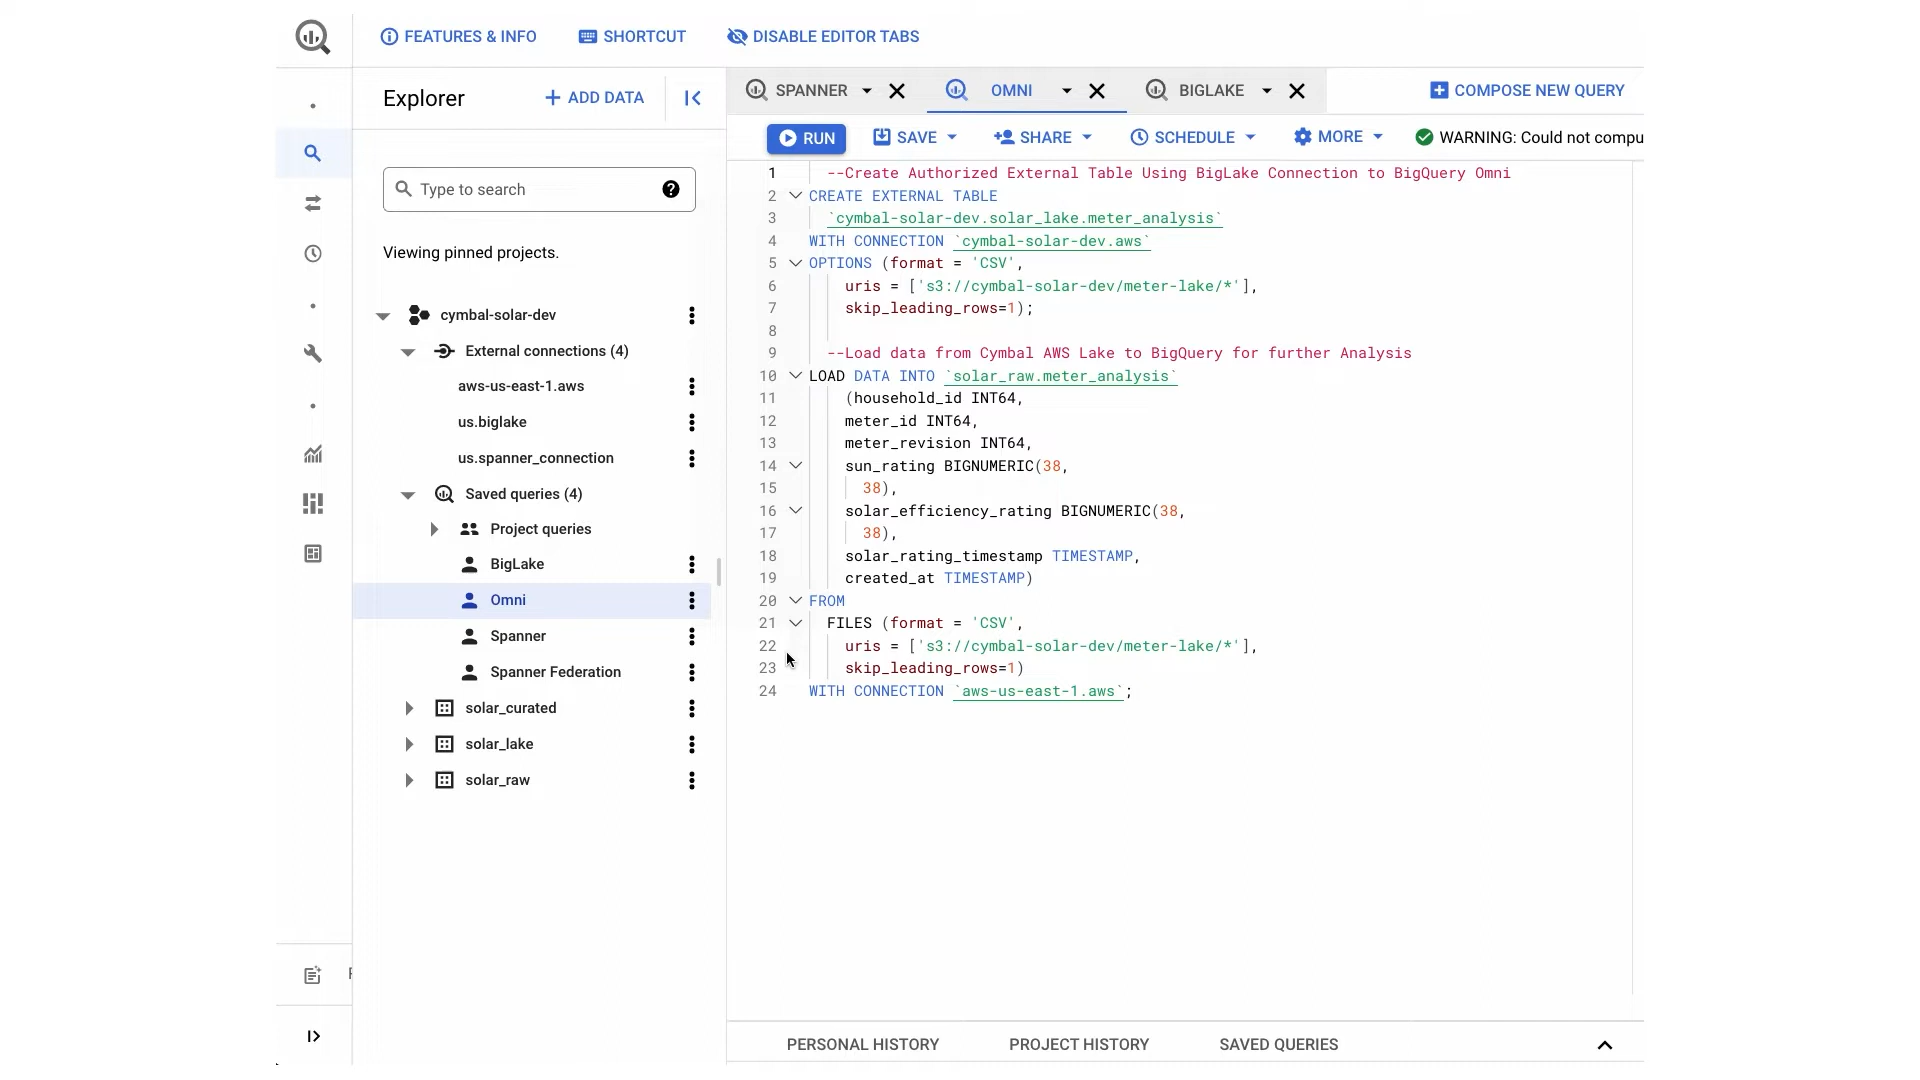 FEATURES & INFO SHORTCUT DISABLE EDITOR TABS
Explorer + ADD DATA
Type to search
Viewing pinned projects.
cymbal-solar-dev
External connections (4)
aws-us-east-1.aws
us.biglake
us.spanner_connection
Saved queries (4)
Project queries
BigLake
Omni
Spanner
Spanner Federation
solar_curated
solar_lake
solar_raw
SPANNER OMNI BIGLAKE COMPOSE NEW QUERY
RUN SAVE SHARE SCHEDULE MORE WARNING: Could not compu
1 --Create Authorized External Table Using BigLake Connection to BigQuery Omni
2 CREATE EXTERNAL TABLE
3 `cymbal-solar-dev.solar_lake.meter_analysis`
4 WITH CONNECTION `cymbal-solar-dev.aws`
5 OPTIONS (format = 'CSV',
6 uris = ['s3://cymbal-solar-dev/meter-lake/*'],
7 skip_leading_rows=1);
8
9 --Load data from Cymbal AWS Lake to BigQuery for further Analysis
10 LOAD DATA INTO `solar_raw.meter_analysis`
11 (household_id INT64,
12 meter_id INT64,
13 meter_revision INT64,
14 sun_rating BIGNUMERIC(38,
15 38),
16 solar_efficiency_rating BIGNUMERIC(38,
17 38),
18 solar_rating_timestamp TIMESTAMP,
19 created_at TIMESTAMP)
20 FROM
21 FILES (format = 'CSV',
22 uris = ['s3://cymbal-solar-dev/meter-lake/*'],
23 skip_leading_rows=1)
24 WITH CONNECTION `aws-us-east-1.aws`;
PERSONAL HISTORY PROJECT HISTORY SAVED QUERIES